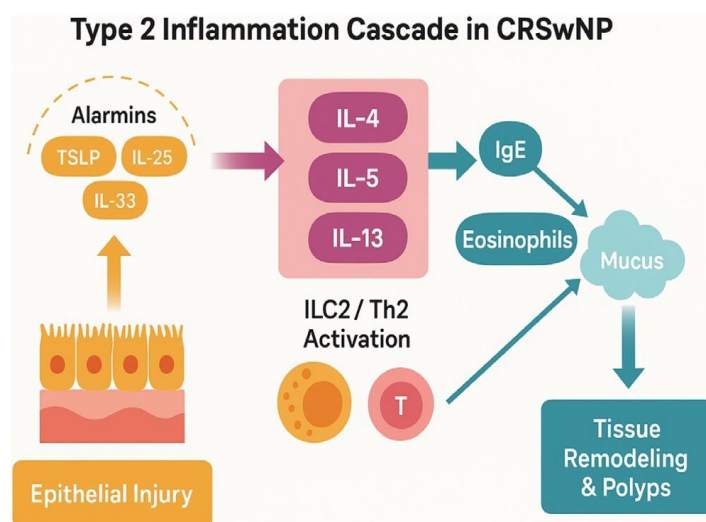 Type 2 Inflammation Cascade in CRSwNP
Alarmins
TSLP
IL-25
IL-33
Epithelial Injury
IL-4
IL-5
IL-13
ILC2 / Th2
Activation
T
IgE
Eosinophils
Mucus
Tissue
Remodeling
& Polyps